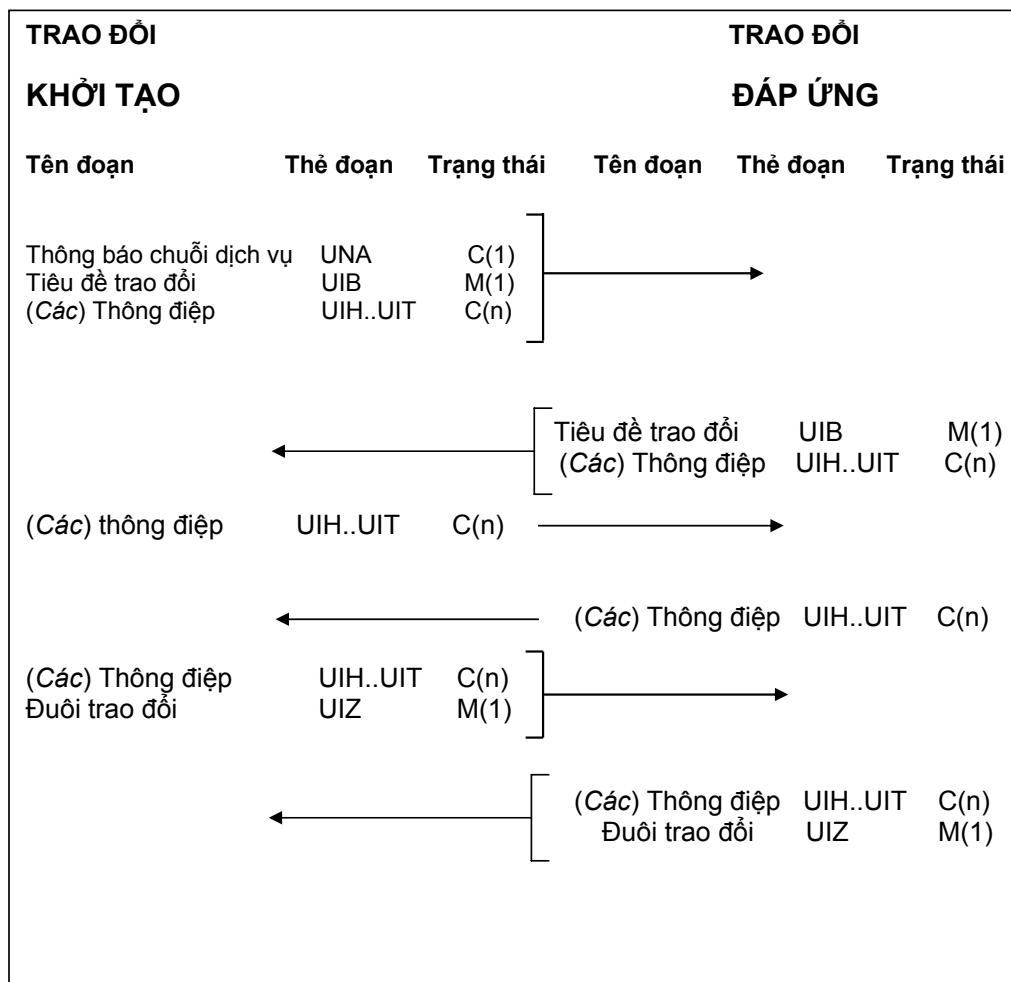 TRAO ĐỔI TRAO ĐỔI
KHỞI TẠO ĐÁP ỨNG
Tên đoạn Thẻ đoạn Trạng thái Tên đoạn Thẻ đoạn Trạng thái
Thông báo chuỗi dịch vụ UNA C(1)
Tiêu đề trao đổi UIB M(1)
(Các) Thông điệp UIH..UIT C(n)
Tiêu đề trao đổi UIB M(1)
(Các) Thông điệp UIH..UIT C(n)
(Các) thông điệp UIH..UIT C(n)
(Các) Thông điệp UIH..UIT C(n)
(Các) Thông điệp UIH..UIT C(n)
Đuôi trao đổi UIZ M(1)
(Các) Thông điệp UIH..UIT C(n)
Đuôi trao đổi UIZ M(1)